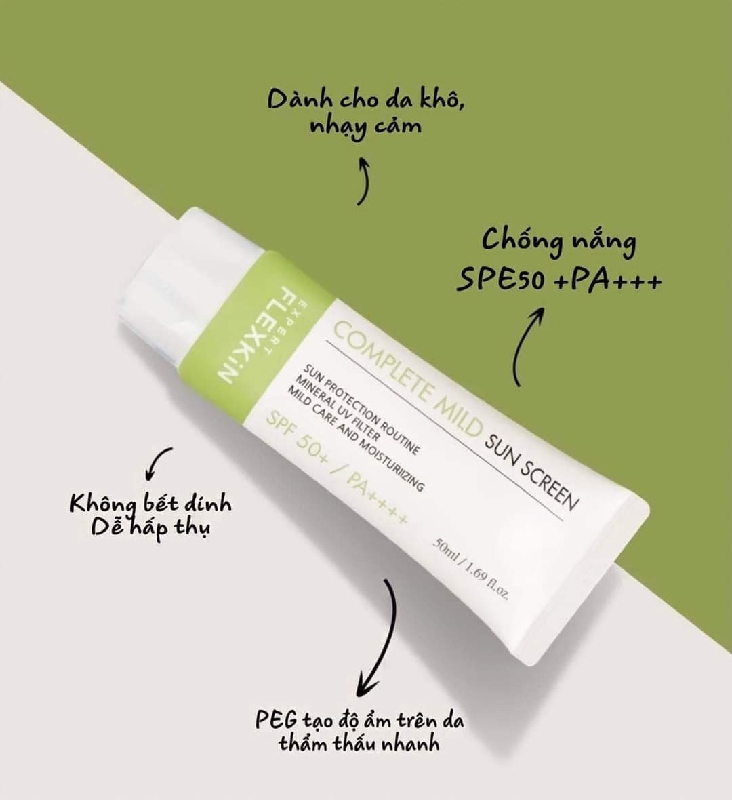 Dành cho da khô,
nhạy cảm
Chống nắng
SPE50 +PA+++
EXPERT
FLEXKiN
COMPLETE MILD SUN SCREEN
SUN PROTECTION ROUTINE
MINERAL UV FILTER
MILD CARE AND MOISTURIZING
SPF 50+ / PA++++
50ml / 1.69 fl.oz.
Không bết dính
Dễ hấp thụ
PEG tạo độ ẩm trên da
thẩm thấu nhanh